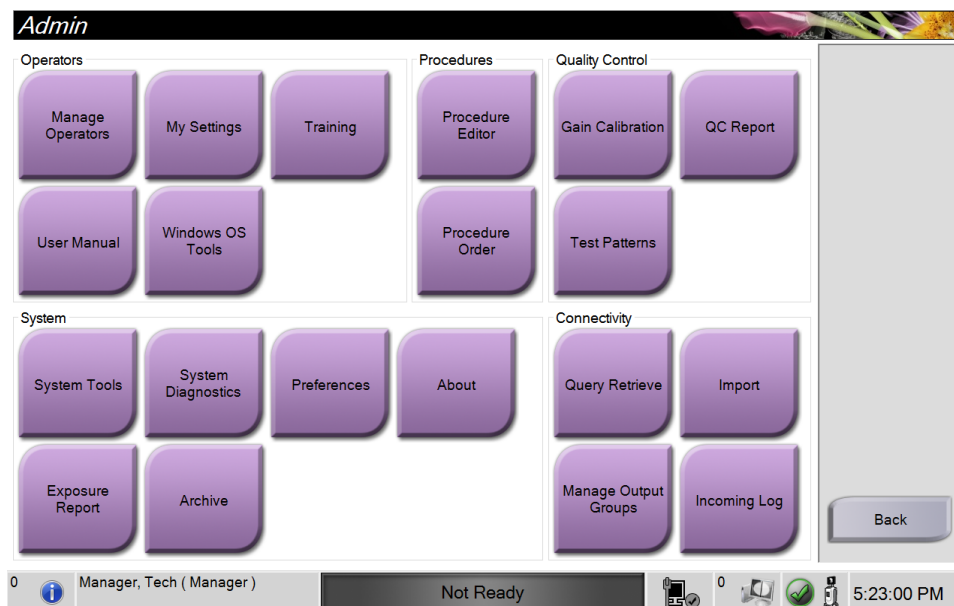 Admin
Operators
Manage
Operators
My Settings
Training
User Manual
Windows OS
Tools
Procedures
Procedure
Editor
Procedure
Order
Quality Control
Gain Calibration
QC Report
Test Patterns
System
System Tools
System
Diagnostics
Preferences
About
Exposure
Report
Archive
Connectivity
Query Retrieve
Import
Manage Output
Groups
Incoming Log
Back
0
Manager, Tech ( Manager )
Not Ready
0
5:23:00 PM